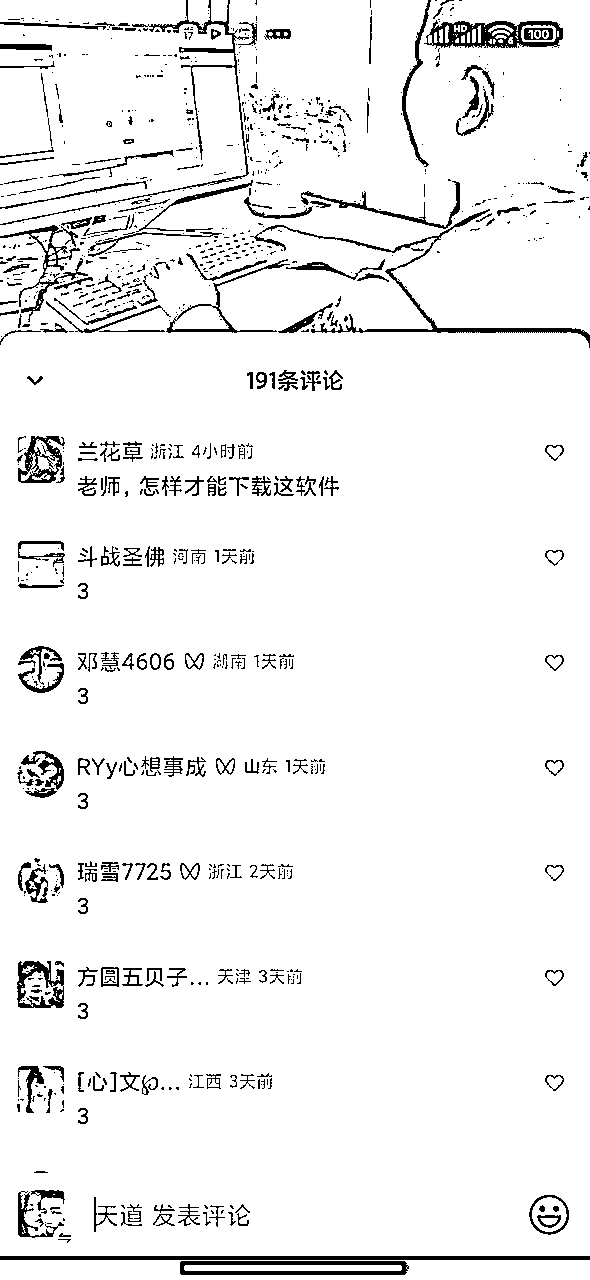 100
191条评论
兰花草 浙江 4小时前
老师，怎样才能下载这软件
斗战圣佛 河南 1天前
3
邓慧4606 湖南 1天前
3
RYy心想事成 山东 1天前
3
瑞雪7725 浙江 2天前
3
方圆五贝子... 天津 3天前
3
[心]文℘... 江西 3天前
3
天道 发表评论